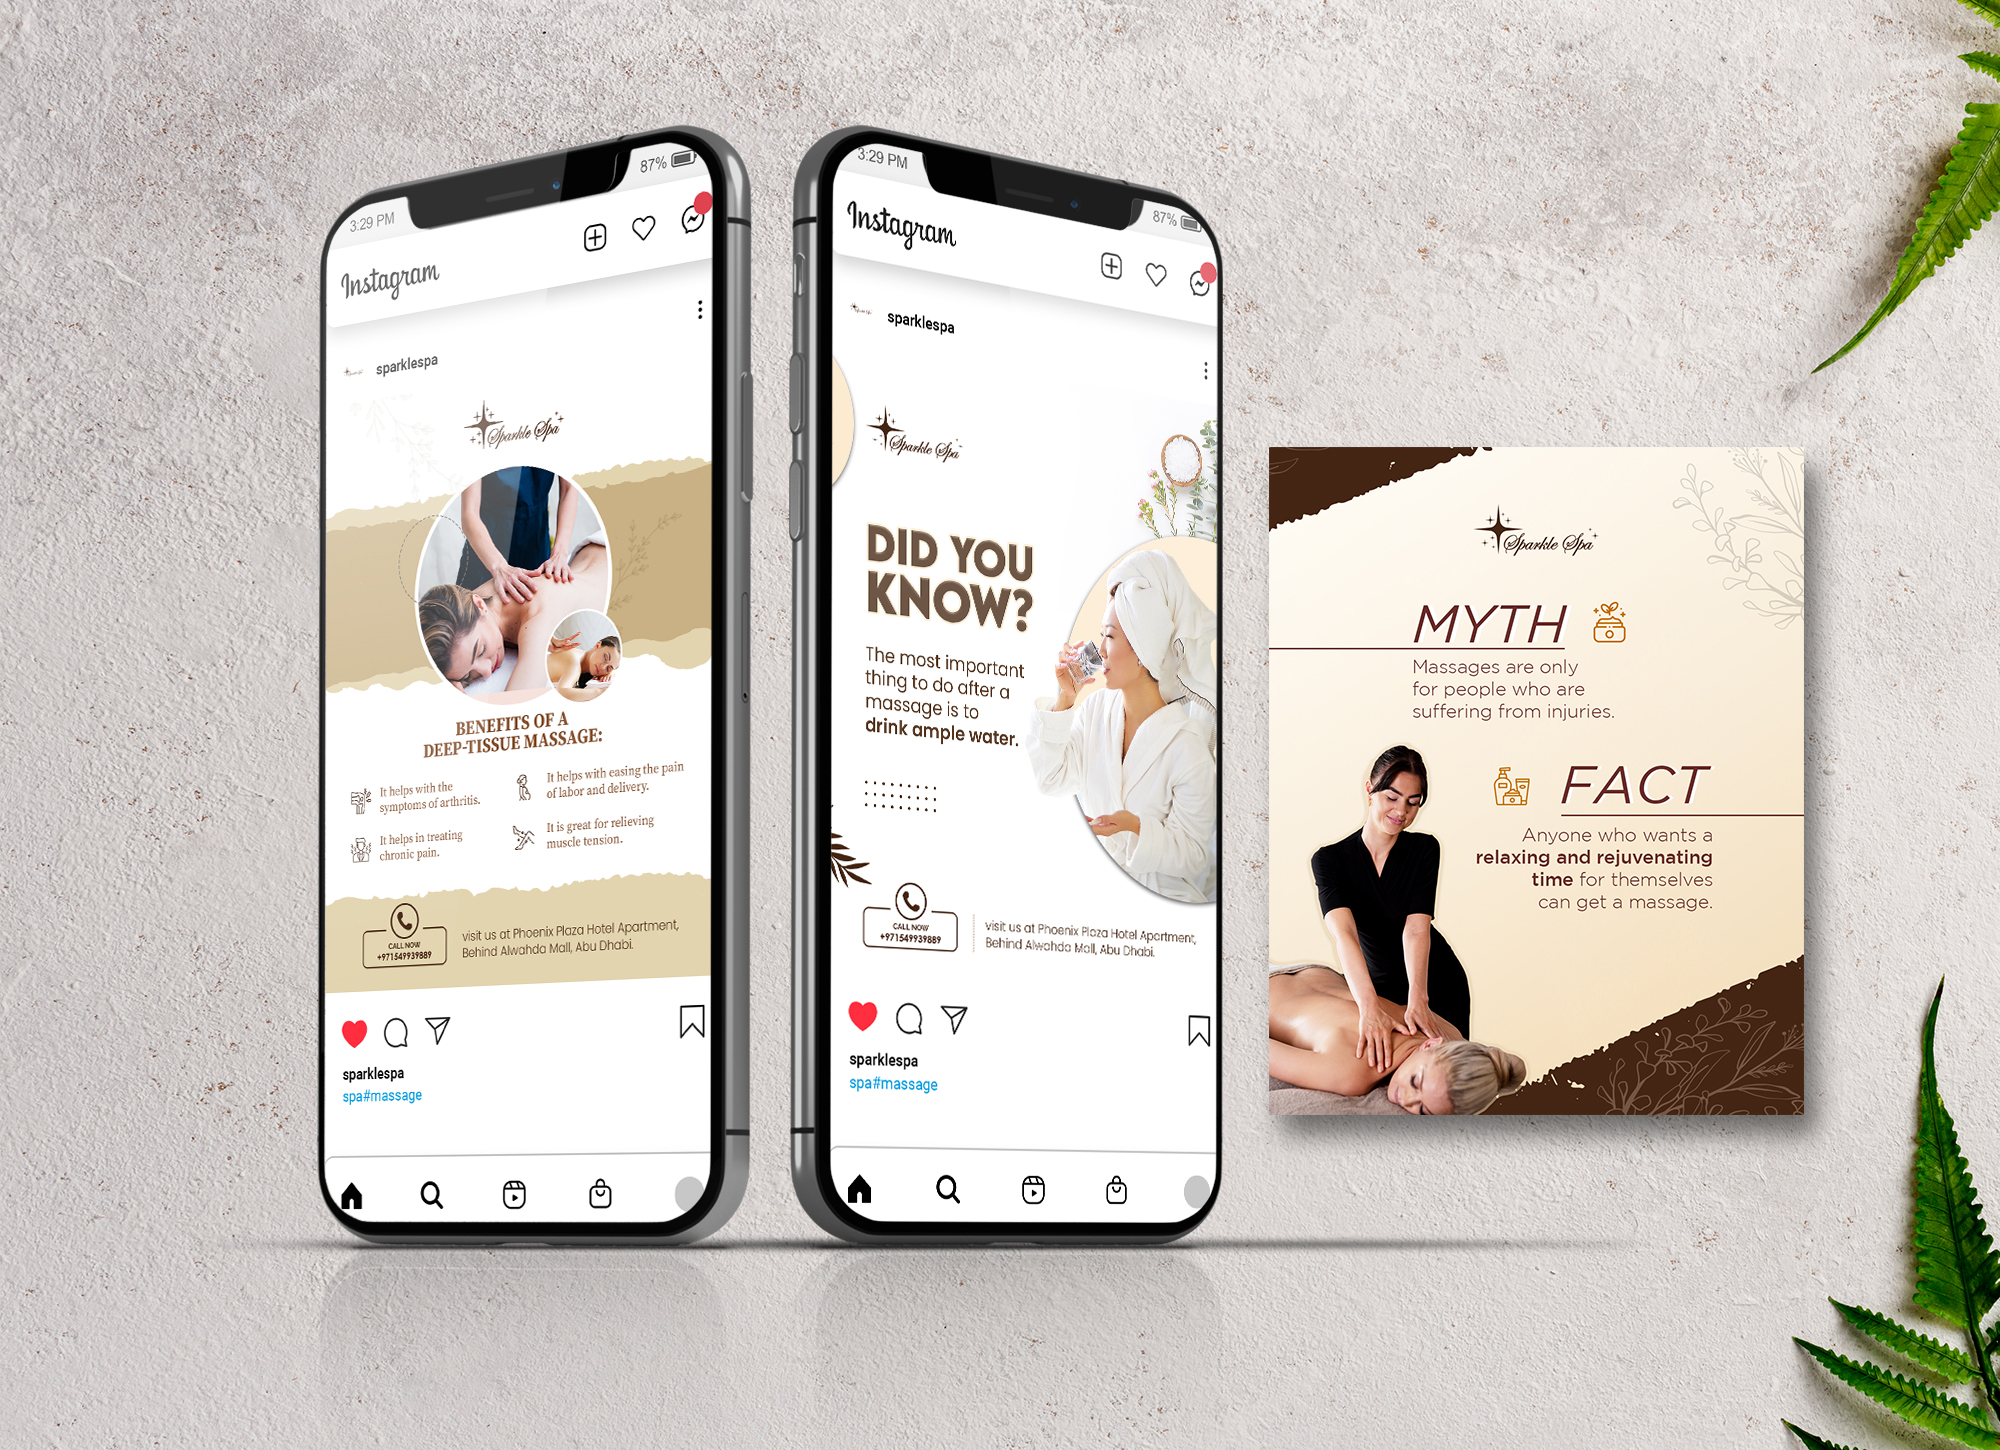 3:29 PM
87%
Instagram
sparklespa
Sparkle Spa
BENEFITS OF A
DEEP-TISSUE MASSAGE:
It helps with the
symptoms of arthritis.
It helps with easing the pain
of labor and delivery.
It helps in treating
chronic pain.
It is great for relieving
muscle tension.
CALL NOW
+971549939889
visit us at Phoenix Plaza Hotel Apartment,
Behind Alwahda Mall, Abu Dhabi.
sparklespa
spa#massage
3:29 PM
87%
Instagram
sparklespa
Sparkle Spa
DID YOU
KNOW?
The most important
thing to do after a
massage is to
drink ample water.
CALL NOW
+971549939889
visit us at Phoenix Plaza Hotel Apartment,
Behind Alwahda Mall, Abu Dhabi.
sparklespa
spa#massage
Sparkle Spa
MYTH
Massages are only
for people who are
suffering from injuries.
FACT
Anyone who wants a
relaxing and rejuvenating
time for themselves
can get a massage.